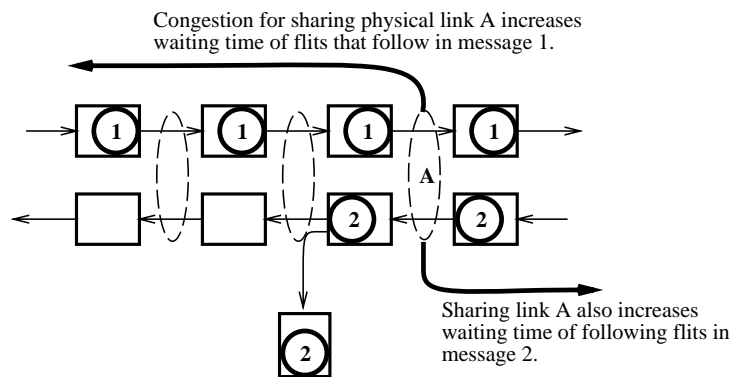 Congestion for sharing physical link A increases
waiting time of flits that follow in message 1.
1 1 1 1
A
2 2
2
Sharing link A also increases
waiting time of following flits in
message 2.